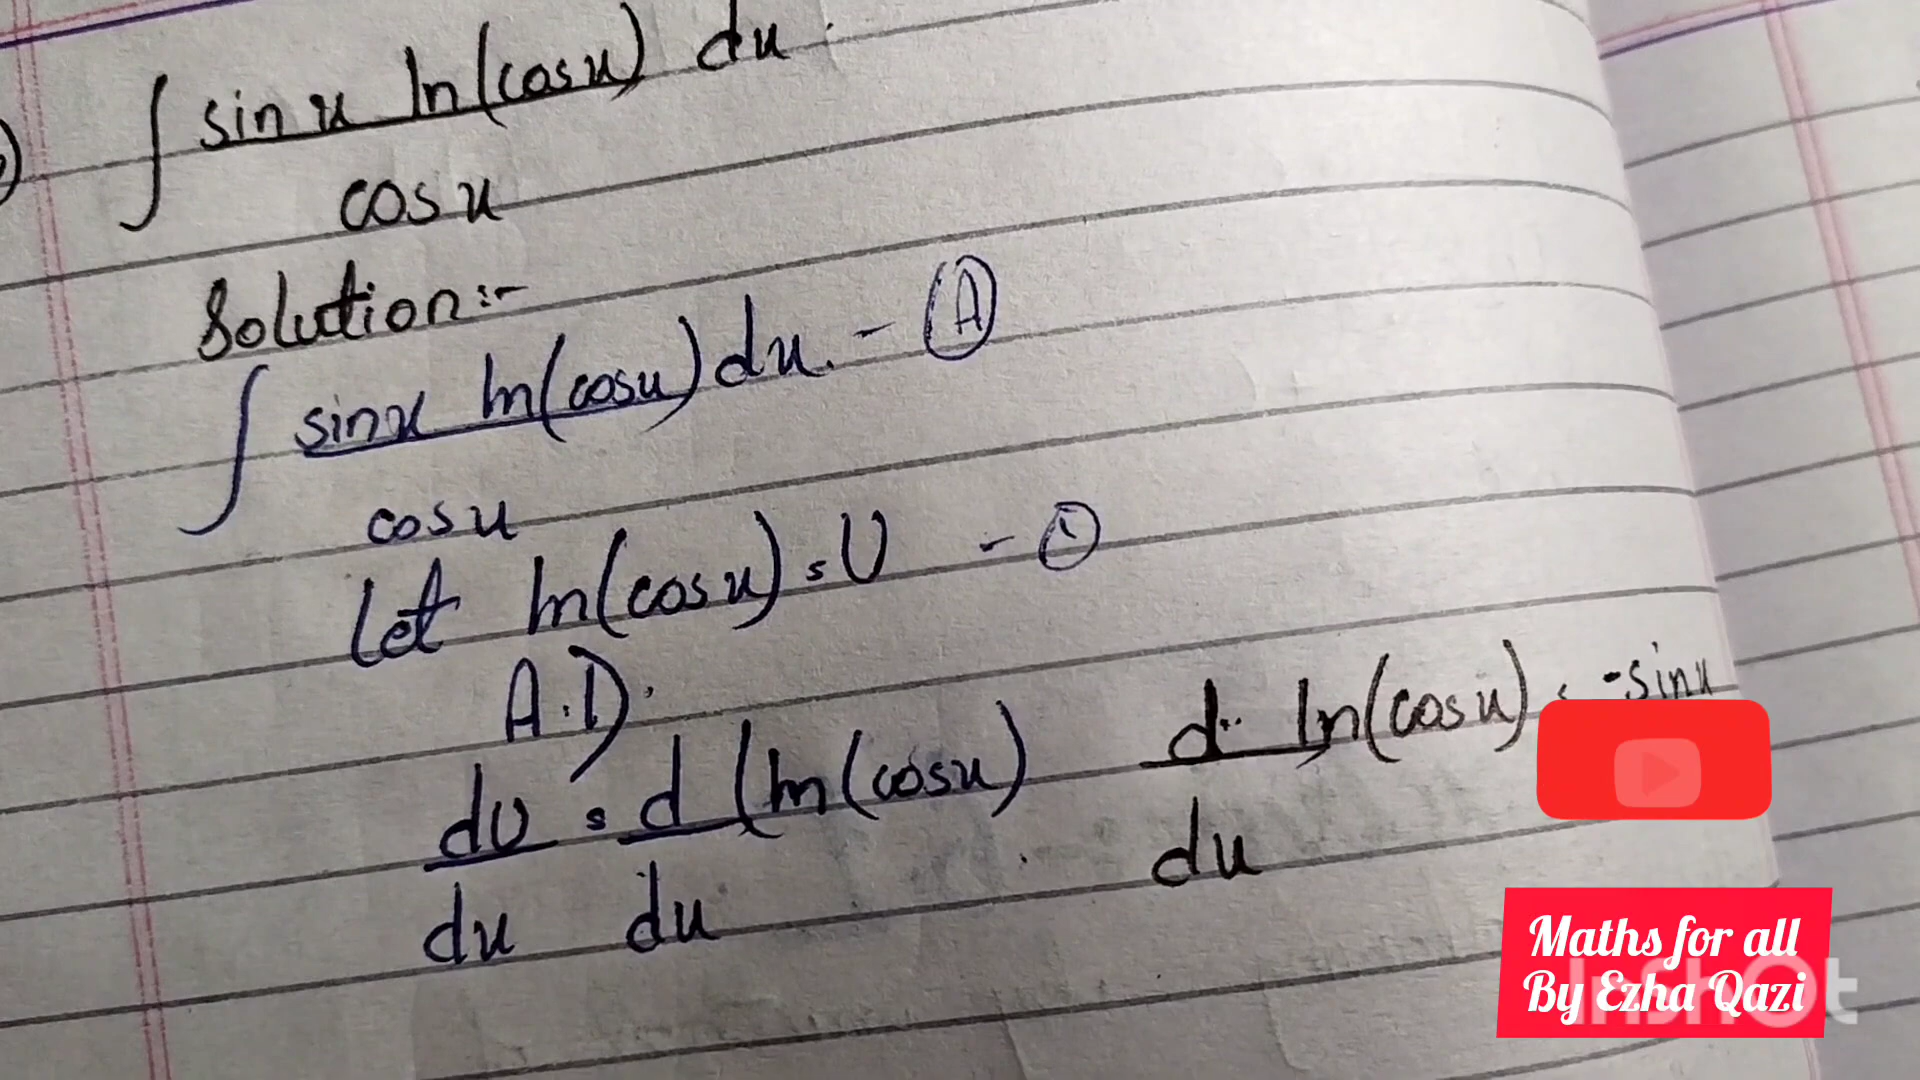 ∫ sin x ln(cos x) dx
cos x
Solution:-
∫ sin x ln(cos x) dx. - Ⓐ
cos x
Let ln(cos x) = U - ①
A.D.
dU = d (ln(cos x) d ln(cos x) = -sin x
dx dx dx
Maths for all
By Ezha Qazi
InShOt